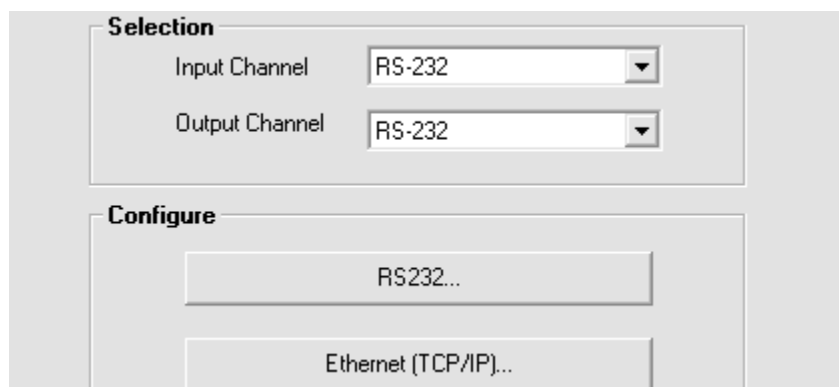 Selection
Input Channel RS-232
Output Channel RS-232
Configure
RS232...
Ethernet (TCP/IP)...